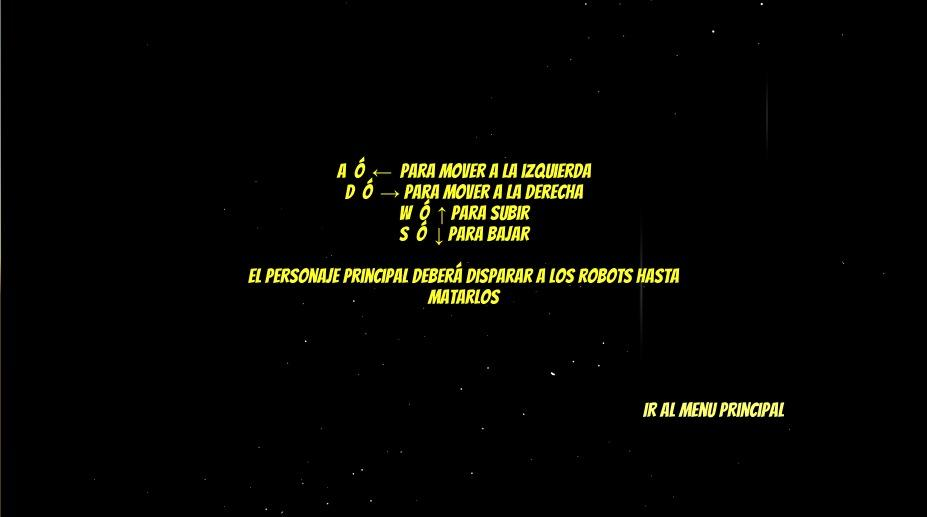 A Ó ← PARA MOVER A LA IZQUIERDA
D Ó → PARA MOVER A LA DERECHA
W Ó ↑ PARA SUBIR
S Ó ↓ PARA BAJAR
EL PERSONAJE PRINCIPAL DEBERÁ DISPARAR A LOS ROBOTS HASTA
MATARLOS
IR AL MENU PRINCIPAL